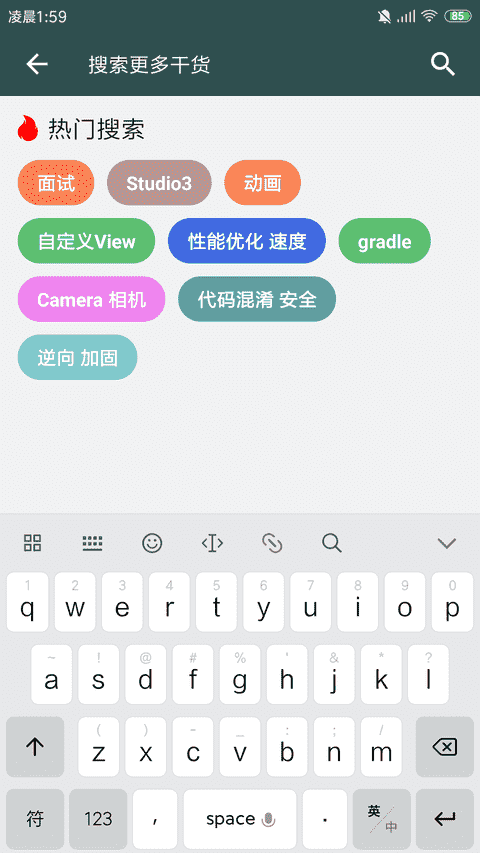 凌晨1:59 85
搜索更多干货
热门搜索
面试 Studio3 动画
自定义View 性能优化 速度 gradle
Camera 相机 代码混淆 安全
逆向 加固
1 2 3 4 5 6 7 8 9 0
q w e r t y u i o p
~ ! @ # % ' & * ?
a s d f g h j k l
( ) - _ : ; /
z x c v b n m
符 123 , space . 英/中